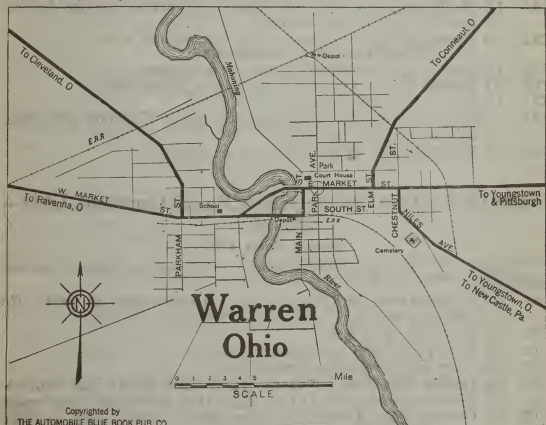 To Cleveland, O
Mahoning
Depot
To Conneaut, O
E.R.R
AVE.
ST.
Park
Court House
W. MARKET
ST.
MARKET
ST.
ST.
To Ravenna, O
ST.
School
PARK
ELM
SOUTH ST.
CHESTNUT
To Youngstown
& Pittsburgh
Depot
E.R.R
NILES
AVE.
PARKHAM
MAIN
Cemetary
River
To Youngstown, O.
To New Castle, Pa.
N
Warren
Ohio
0 1 2 3 4 5 Mile
SCALE
Copyrighted by
THE AUTOMOBILE BLUE BOOK PUB. CO.